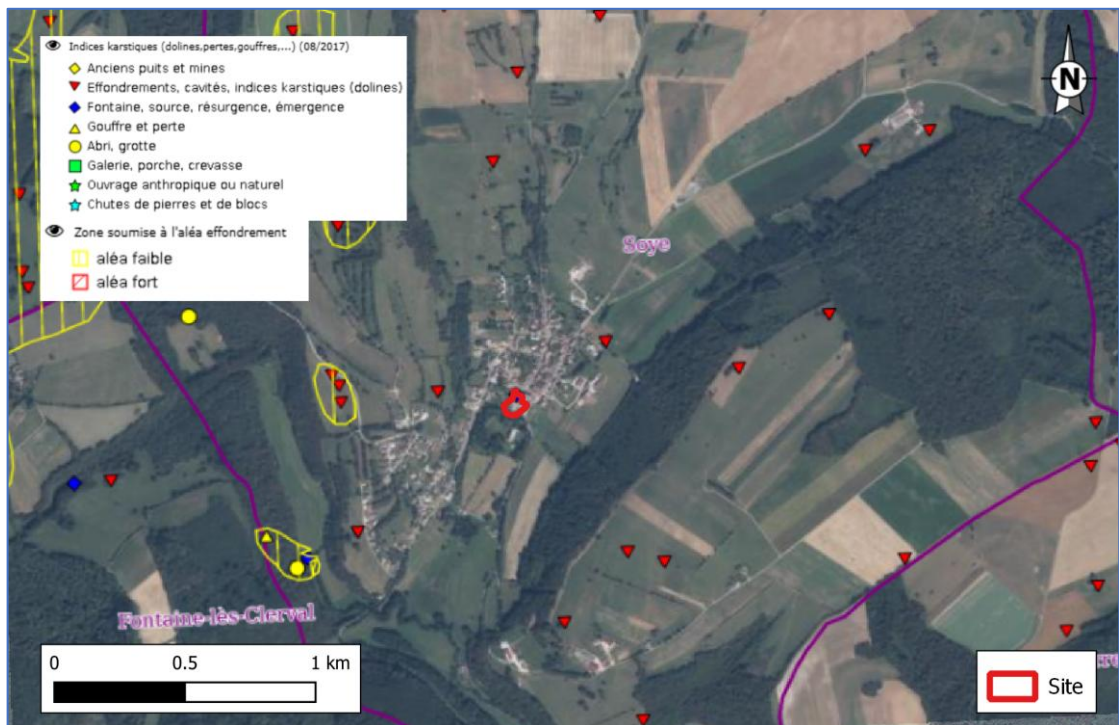 Indices karstiques (dolines,pertes,gouffres,...) (08/2017)
Anciens puits et mines
Effondrements, cavités, indices karstiques (dolines)
Fontaine, source, résurgence, émergence
Gouffre et perte
Abri, grotte
Galerie, porche, crevasse
Ouvrage anthropique ou naturel
Chutes de pierres et de blocs
Zone soumise à l'aléa effondrement
aléa faible
aléa fort
N
Soye
Fontaine-lès-Clerval
0 0.5 1 km
Site